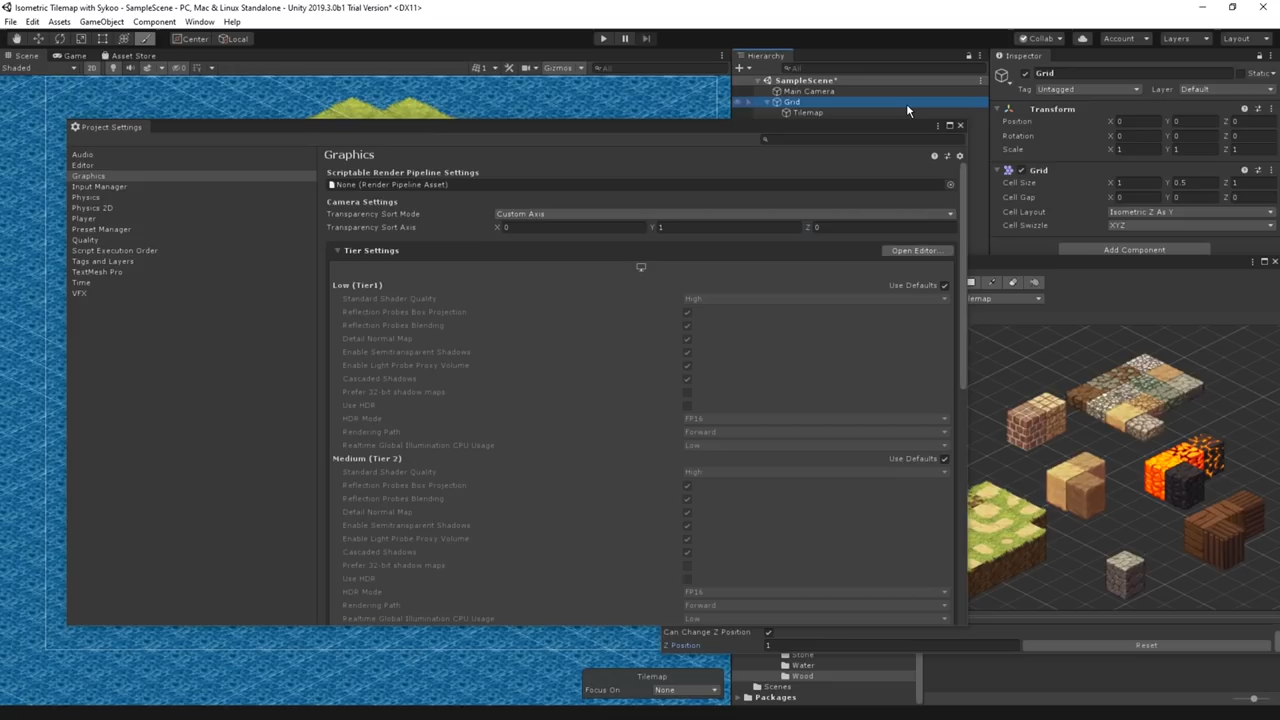 Isometric Tilemap with Sykoo - SampleScene - PC, Mac & Linux Standalone - Unity 2019.3.0b1 Trial Version* <DX11>
File Edit Assets GameObject Component Window Help
Center Local Collab Account Layers Layout
Scene Game Asset Store
Shaded 2D 0 1 Gizmos All
Hierarchy
All
SampleScene*
Main Camera
Grid
Tilemap
Inspector
Grid Static
Tag Untagged Layer Default
Transform
Position X 0 Y 0 Z 0
Rotation X 0 Y 0 Z 0
Scale X 1 Y 1 Z 1
Grid
Cell Size X 1 Y 0.5 Z 1
Cell Gap X 0 Y 0 Z 0
Cell Layout Isometric Z As Y
Cell Swizzle XYZ
Add Component
lemap
Project Settings
Audio
Editor
Graphics
Input Manager
Physics
Physics 2D
Player
Preset Manager
Quality
Script Execution Order
Tags and Layers
TextMesh Pro
Time
VFX
Graphics
Scriptable Render Pipeline Settings
None (Render Pipeline Asset)
Camera Settings
Transparency Sort Mode Custom Axis
Transparency Sort Axis X 0 Y 1 Z 0
Tier Settings Open Editor...
Low (Tier1) Use Defaults
Standard Shader Quality High
Reflection Probes Box Projection
Reflection Probes Blending
Detail Normal Map
Enable Semitransparent Shadows
Enable Light Probe Proxy Volume
Cascaded Shadows
Prefer 32-bit shadow maps
Use HDR
HDR Mode FP16
Rendering Path Forward
Realtime Global Illumination CPU Usage Low
Medium (Tier 2) Use Defaults
Standard Shader Quality High
Reflection Probes Box Projection
Reflection Probes Blending
Detail Normal Map
Enable Semitransparent Shadows
Enable Light Probe Proxy Volume
Cascaded Shadows
Prefer 32-bit shadow maps
Use HDR
HDR Mode FP16
Rendering Path Forward
Realtime Global Illumination CPU Usage Low
Can Change Z Position
Z Position 1 Reset
Stone
Water
Wood
Scenes
Packages
Tilemap
Focus On None